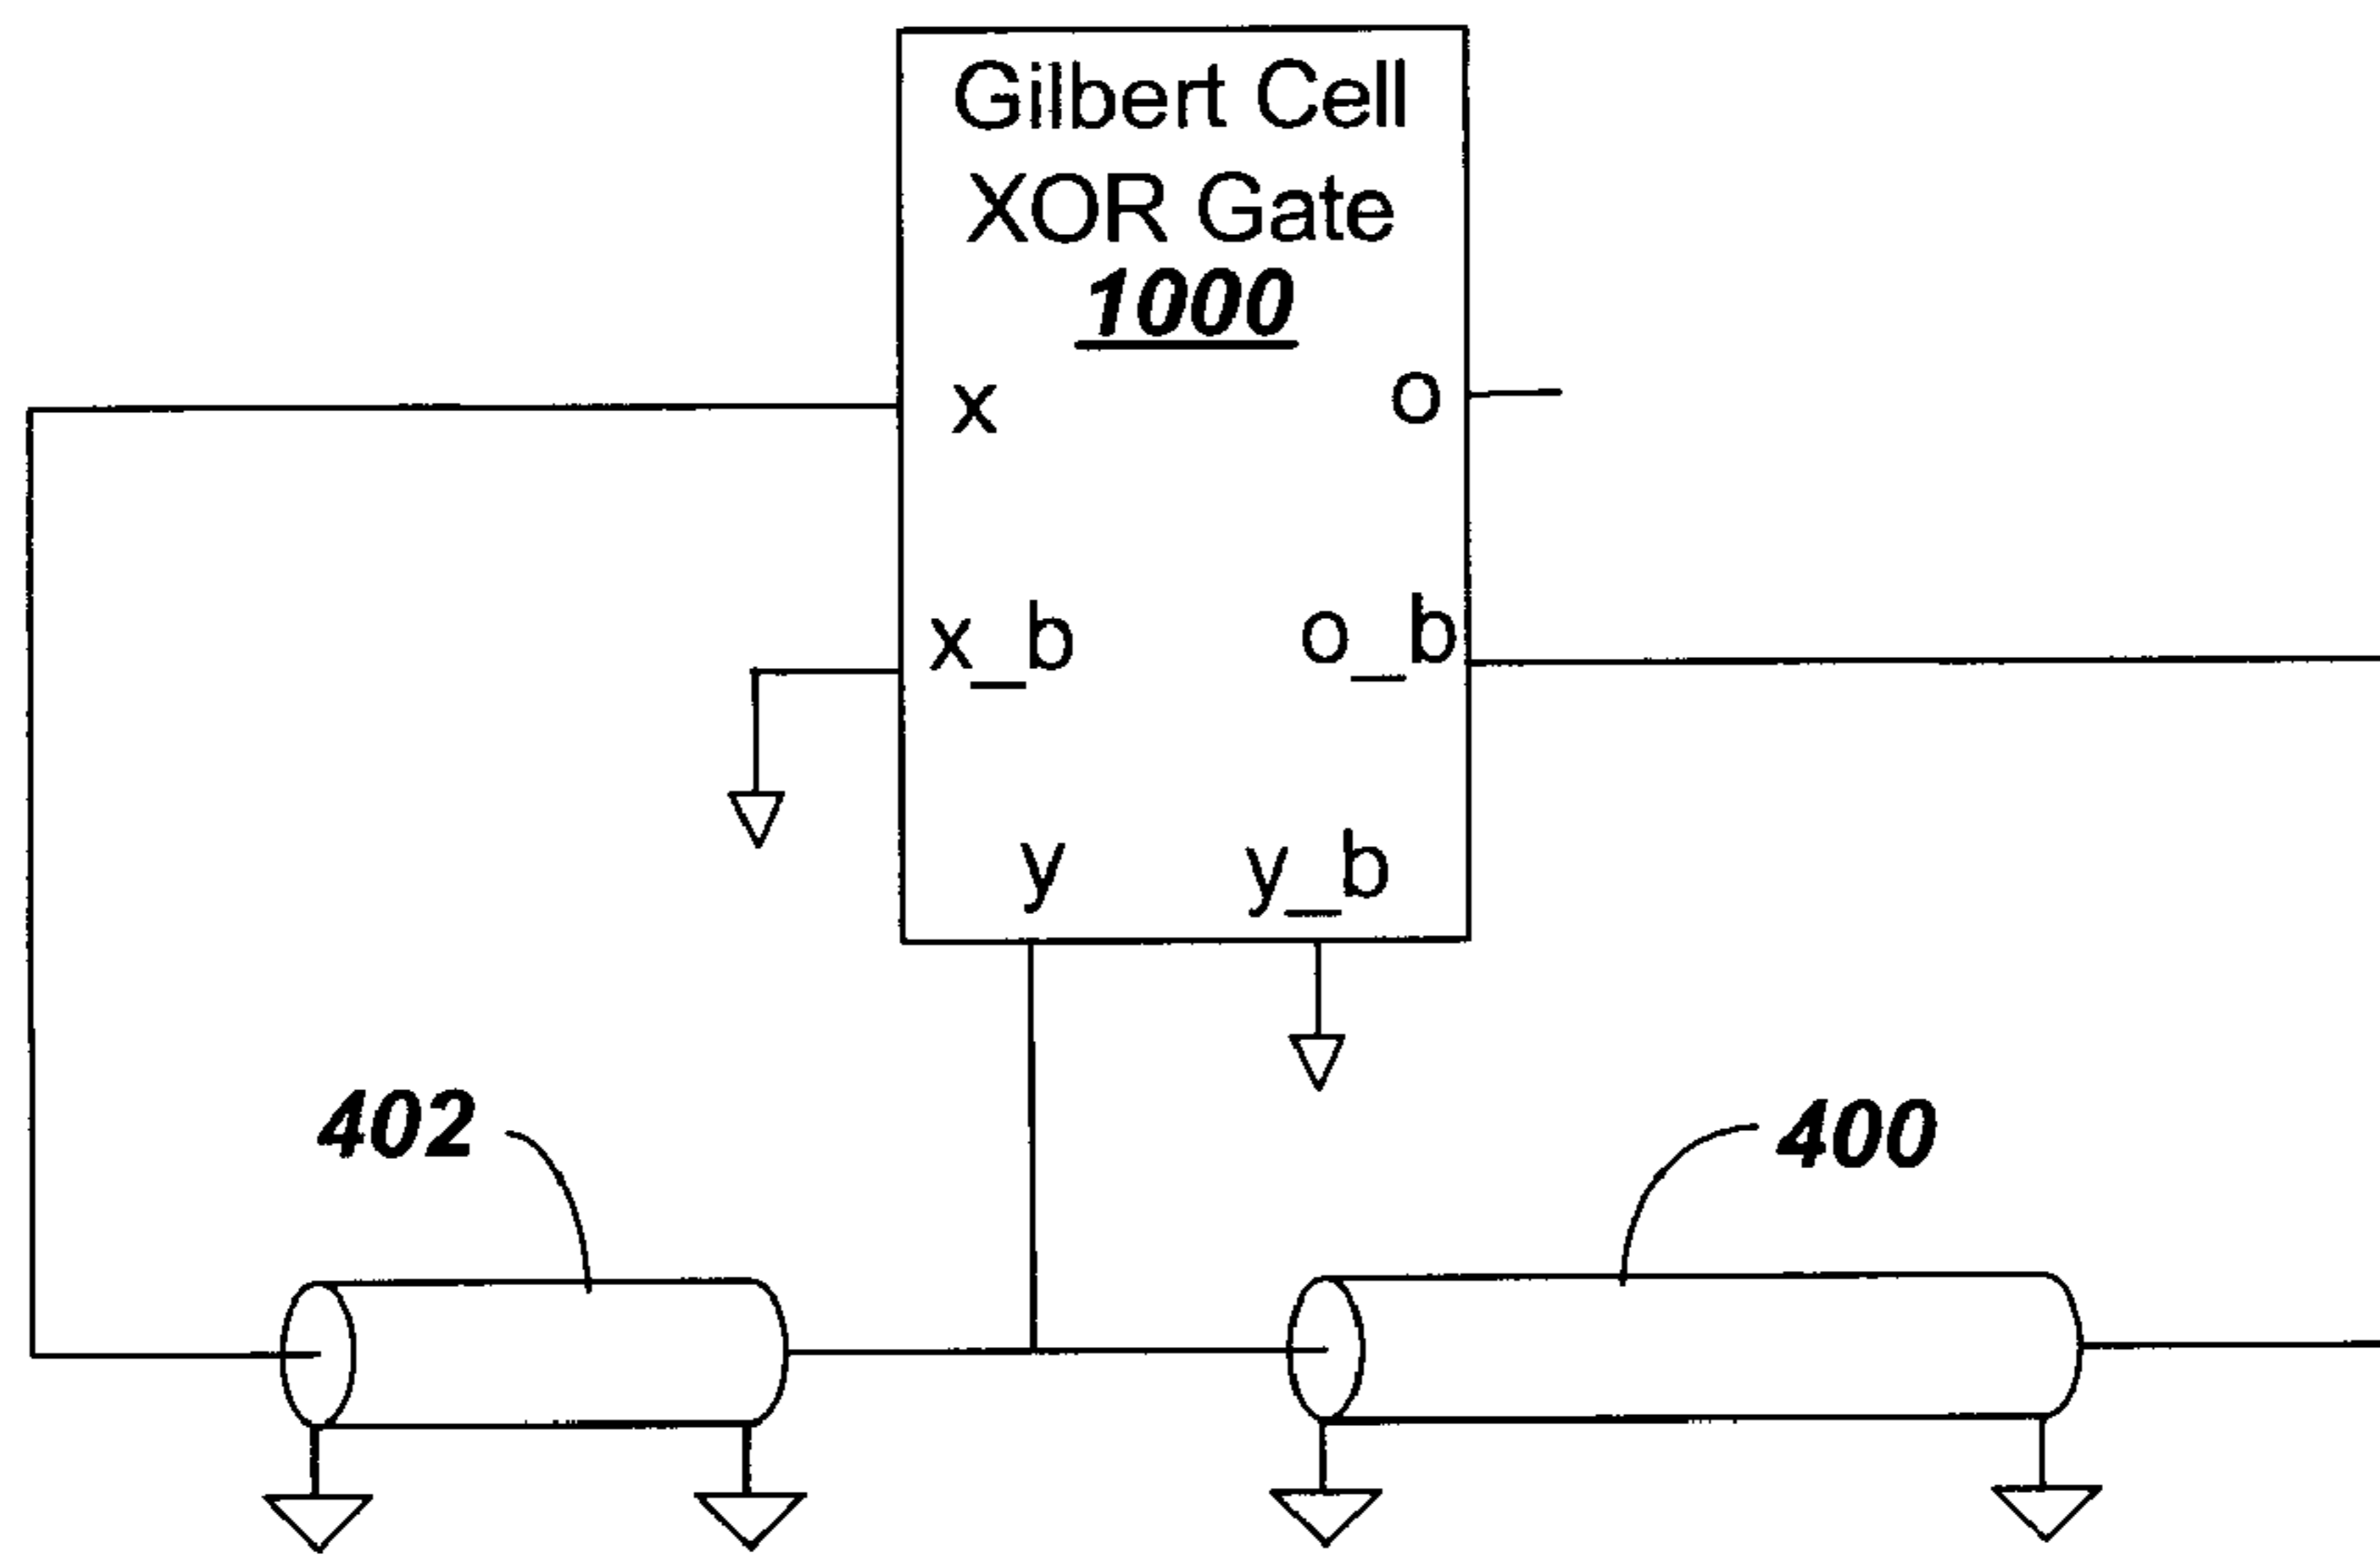 Gilbert Cell
XOR Gate
1000
x
o
x_b
o_b
y
y_b
402
400